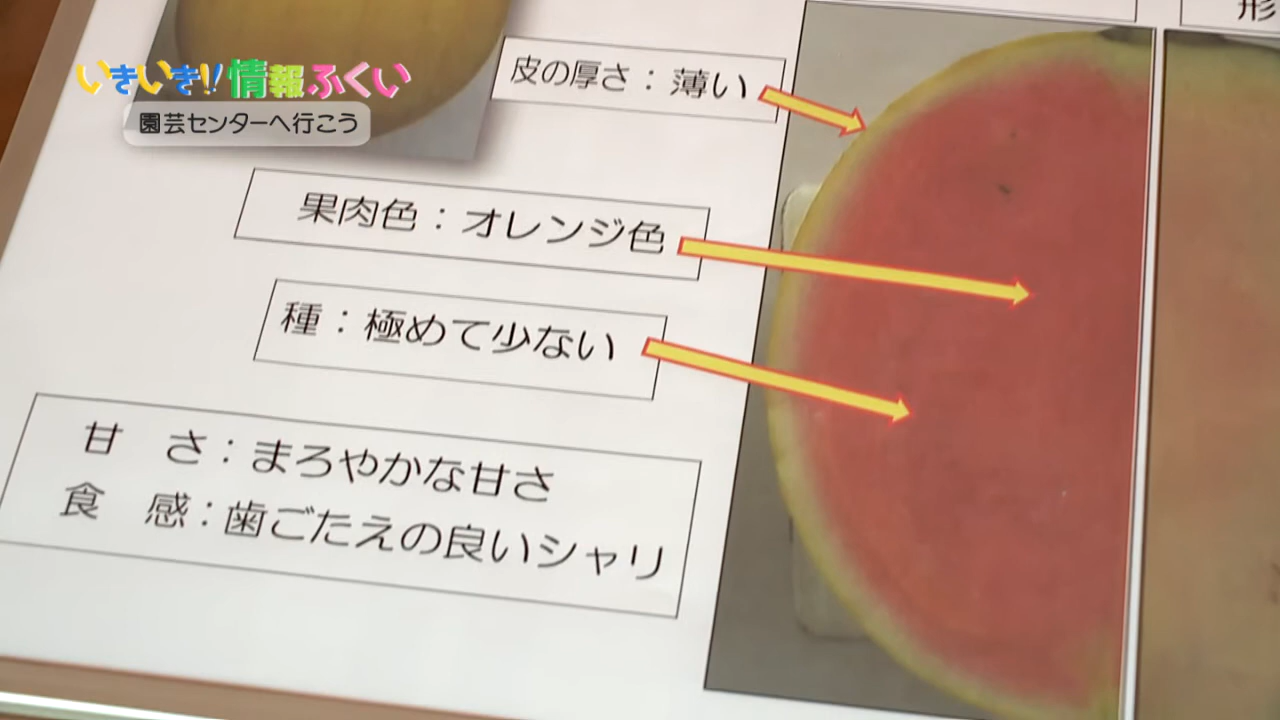 いきいき!!情報ふくい
園芸センターへ行こう
形
皮の厚さ：薄い
果肉色：オレンジ色
種：極めて少ない
甘　さ：まろやかな甘さ
食　感：歯ごたえの良いシャリ